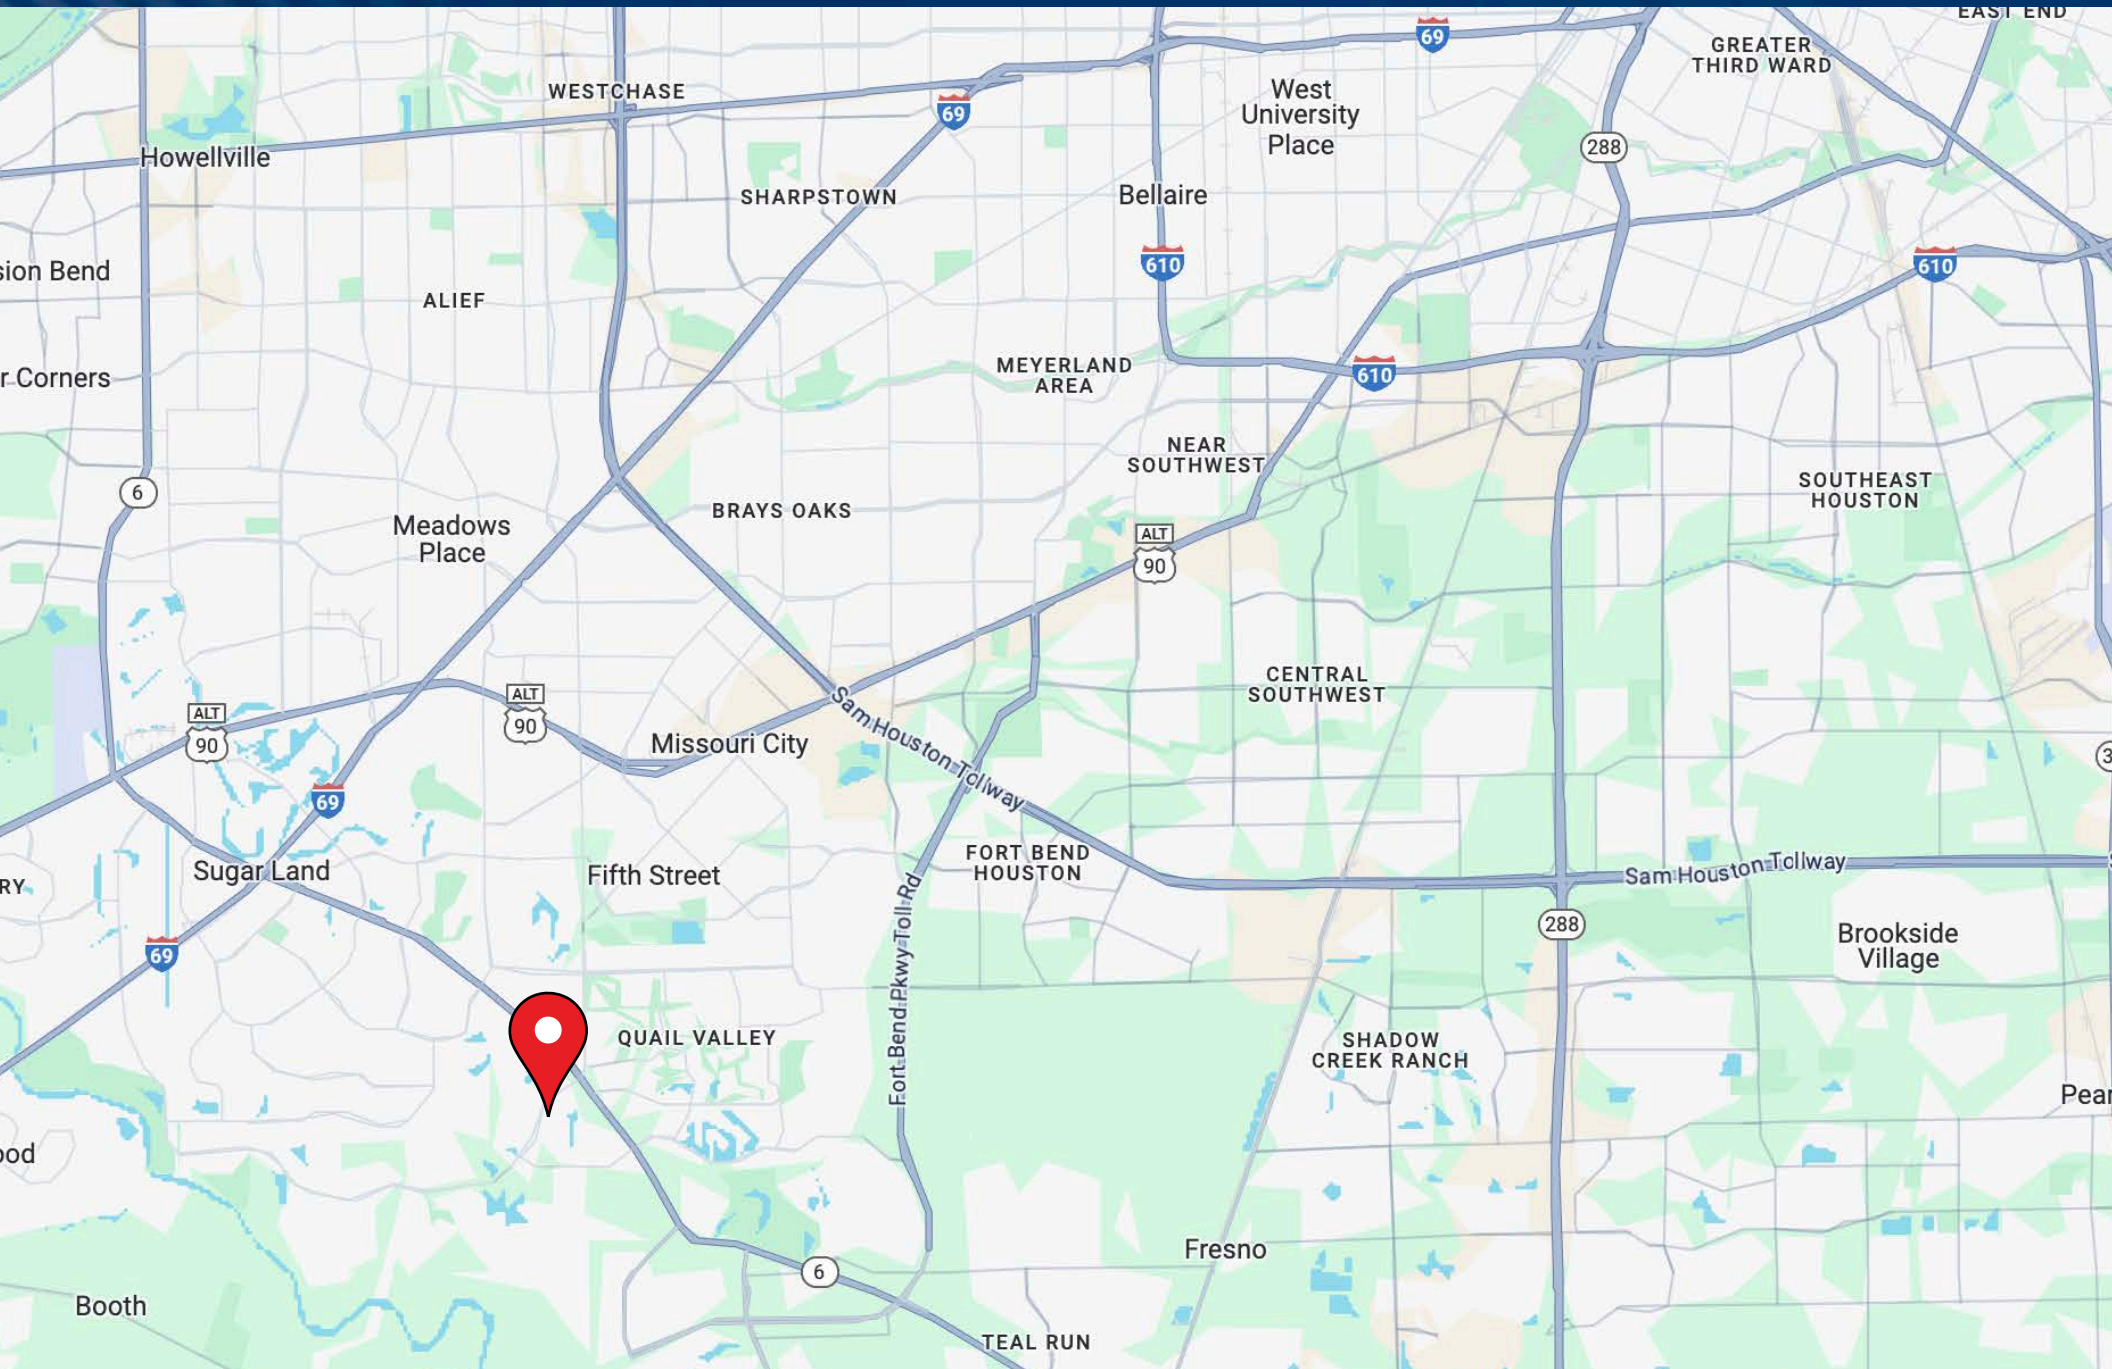 EAST END
69
GREATER
THIRD WARD
WESTCHASE
West
University
Place
69
288
Howellville
SHARPSTOWN
Bellaire
610
610
sion Bend
ALIEF
MEYERLAND
AREA
610
r Corners
NEAR
SOUTHWEST
6
SOUTHEAST
HOUSTON
BRAYS OAKS
Meadows
Place
ALT
90
CENTRAL
SOUTHWEST
ALT
90
ALT
90
Sam Houston Tollway
Missouri City
3
69
Sugar Land
Fifth Street
FORT BEND
HOUSTON
Sam Houston Tollway
S
RY
288
Brookside
Village
69
Fort Bend Pkwy Toll Rd
QUAIL VALLEY
SHADOW
CREEK RANCH
Pear
ood
Fresno
6
Booth
TEAL RUN